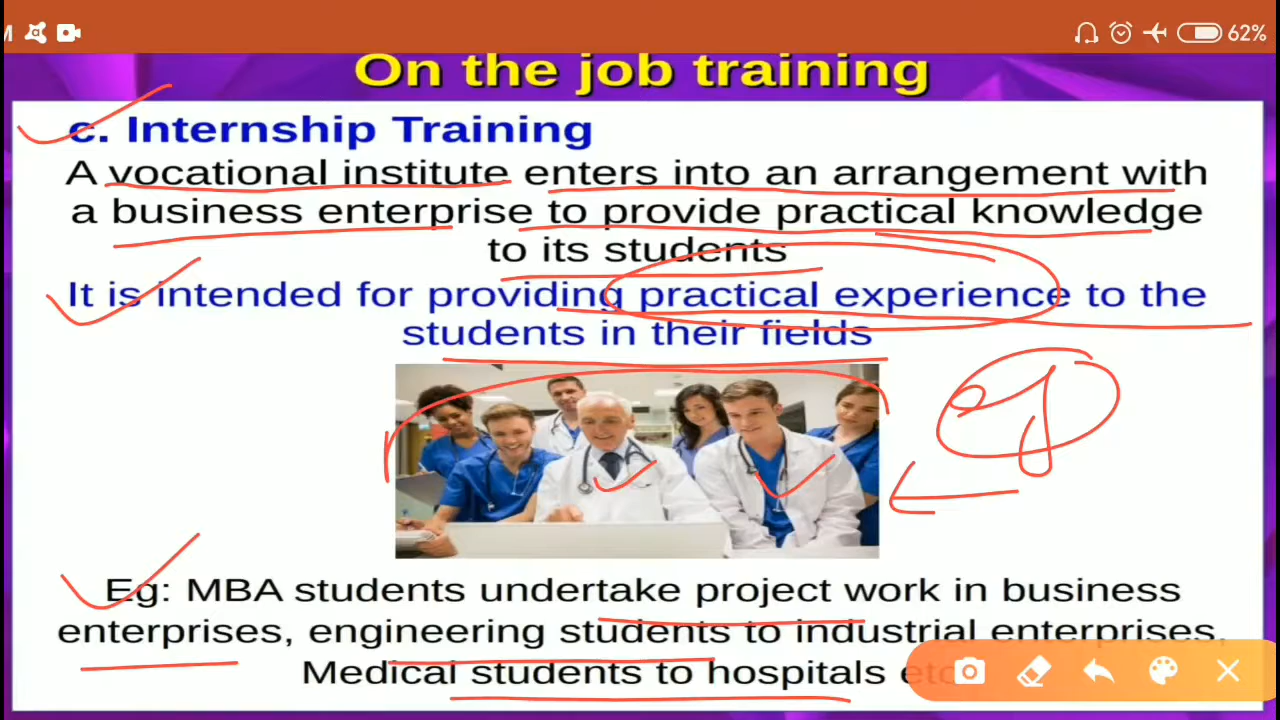 62%
On the job training
c. Internship Training
A vocational institute enters into an arrangement with
a business enterprise to provide practical knowledge
to its students
It is intended for providing practical experience to the
students in their fields
eg
Eg: MBA students undertake project work in business
enterprises, engineering students to industrial enterprises,
Medical students to hospitals etc